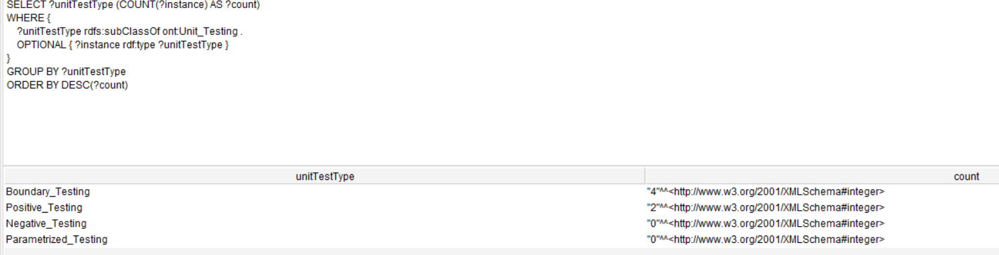 SELECT ?unitTestType (COUNT(?instance) AS ?count)
WHERE {
?unitTestType rdfs:subClassOf ont:Unit_Testing .
OPTIONAL { ?instance rdf:type ?unitTestType }
}
GROUP BY ?unitTestType
ORDER BY DESC(?count)
unitTestType count
Boundary_Testing "4"^^<http://www.w3.org/2001/XMLSchema#integer>
Positive_Testing "2"^^<http://www.w3.org/2001/XMLSchema#integer>
Negative_Testing "0"^^<http://www.w3.org/2001/XMLSchema#integer>
Parametrized_Testing "0"^^<http://www.w3.org/2001/XMLSchema#integer>